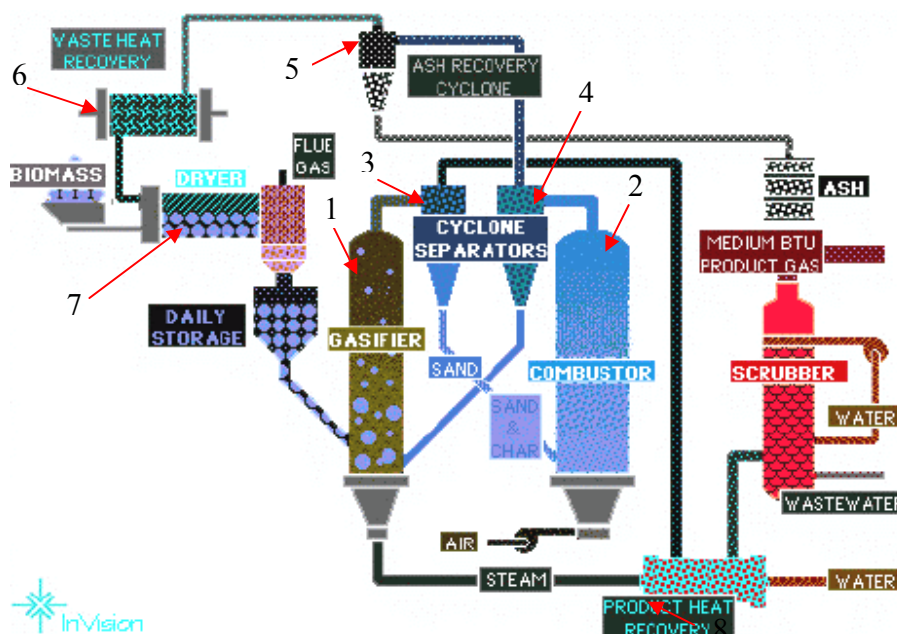 WASTE HEAT
RECOVERY
5
ASH RECOVERY
CYCLONE
6
4
FLUE
GAS
3
BIOMASS
DRYER
2
ASH
1
CYCLONE
SEPARATORS
MEDIUM BTU
PRODUCT GAS
7
DAILY
STORAGE
GASIFIER
SAND
COMBUSTOR
SCRUBBER
SAND
&
CHAR
WATER
WASTEWATER
AIR
STEAM
WATER
PRODUCT HEAT
RECOVERY
8
InVision